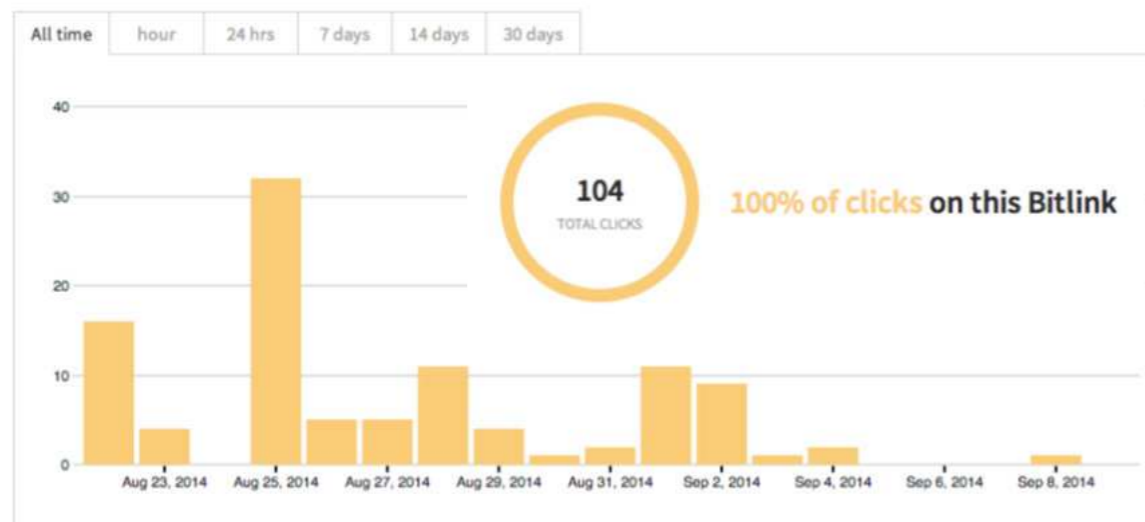 All time hour 24 hrs 7 days 14 days 30 days
40
104
TOTAL CLICKS
100% of clicks on this Bitlink
30
20
10
0
Aug 23, 2014 Aug 25, 2014 Aug 27, 2014 Aug 29, 2014 Aug 31, 2014 Sep 2, 2014 Sep 4, 2014 Sep 6, 2014 Sep 8, 2014